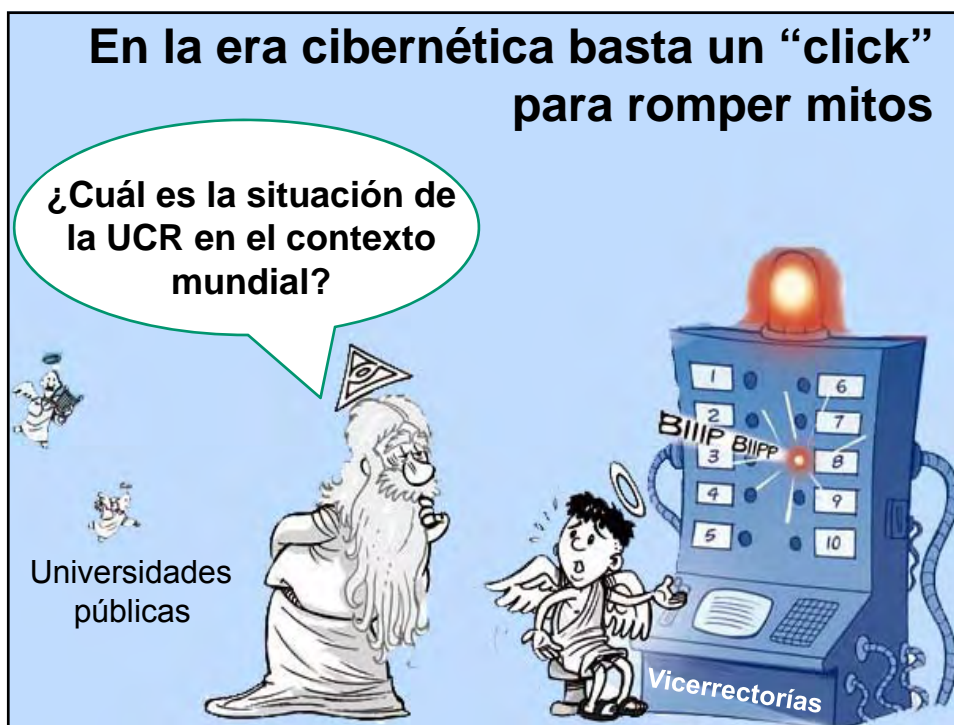 En la era cibernética basta un “click”
para romper mitos
¿Cuál es la situación de
la UCR en el contexto
mundial?
1
2
3
4
5
6
7
8
9
10
BIIIP BIIPP
Universidades
públicas
Vicerrectorías